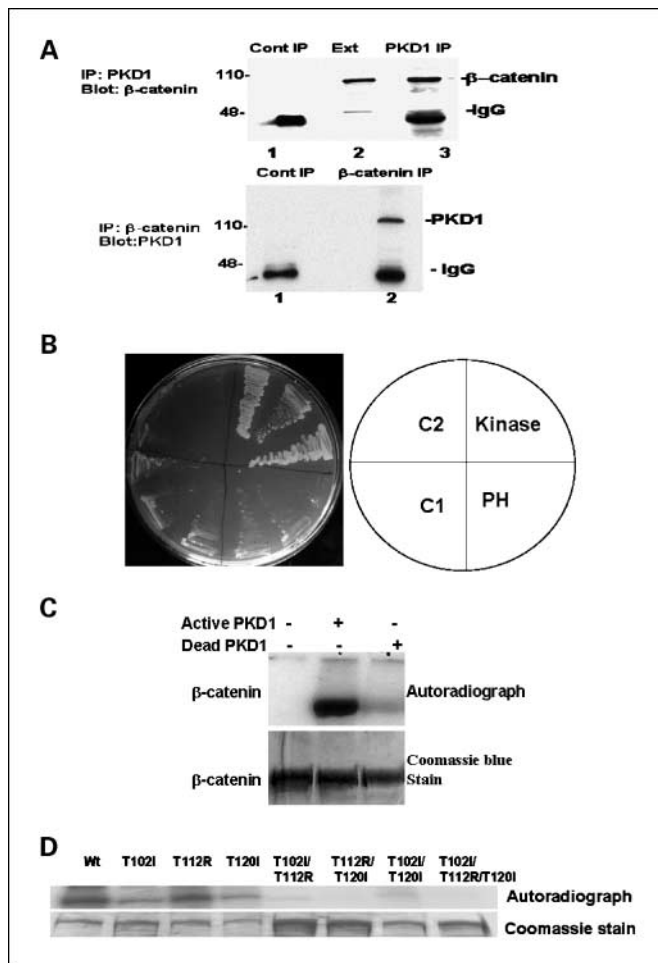 A
Cont IP Ext PKD1 IP
IP: PKD1
Blot: β-catenin
110-
48-
-β-catenin
-IgG
1 2 3
Cont IP β-catenin IP
IP: β-catenin
Blot:PKD1
110-
48-
-PKD1
- IgG
1 2
B
C2 Kinase
C1 PH
C
Active PKD1 - + -
Dead PKD1 - - +
β-catenin Autoradiograph
β-catenin
Coomassie blue
Stain
D
Wt T102I T112R T120I T102I/ T112R/ T102I/ T102I/
T112R T120I T120I T112R/T120I
Autoradiograph
Coomassie stain